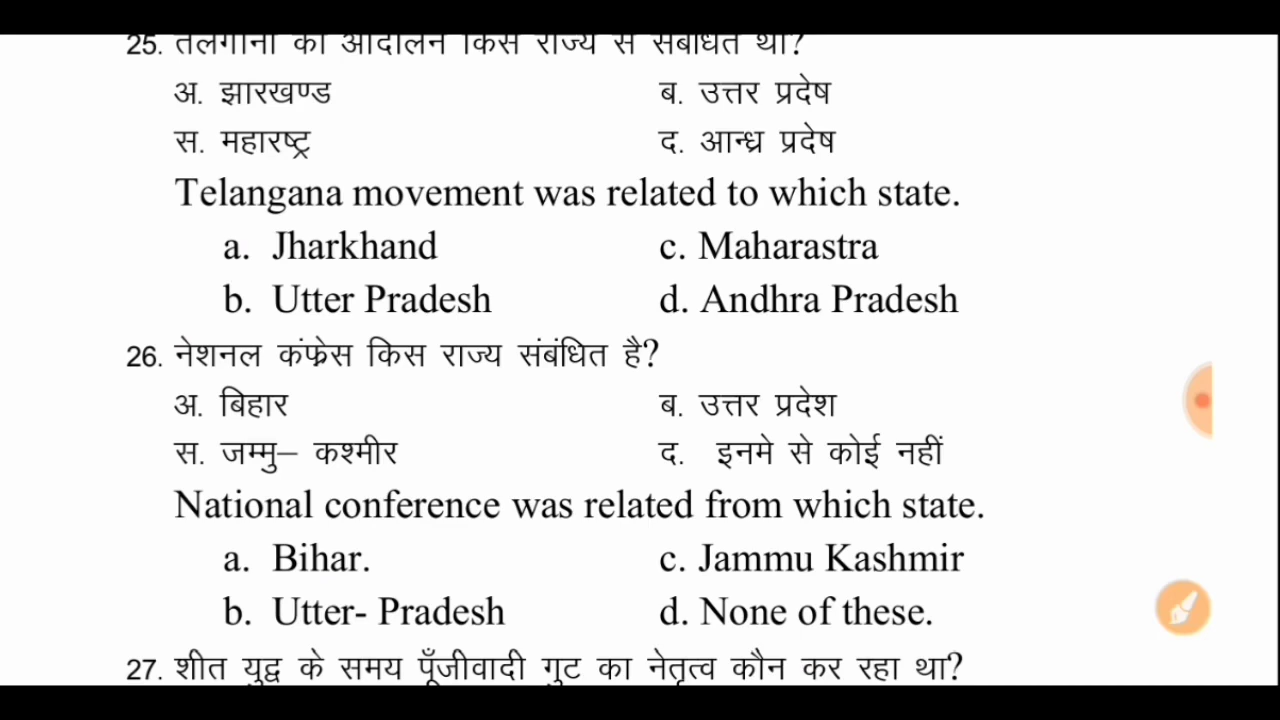 25. तेलंगाना का आंदोलन किस राज्य से संबंधित था?
अ. झारखण्ड ब. उत्तर प्रदेष
स. महारष्ट्र द. आन्ध्र प्रदेष
Telangana movement was related to which state.
a. Jharkhand c. Maharastra
b. Utter Pradesh d. Andhra Pradesh
26. नेशनल कंफ्रेस किस राज्य संबंधित है?
अ. बिहार ब. उत्तर प्रदेश
स. जम्मु– कश्मीर द. इनमे से कोई नहीं
National conference was related from which state.
a. Bihar. c. Jammu Kashmir
b. Utter- Pradesh d. None of these.
27. शीत युद्व के समय पूँजीवादी गुट का नेतृत्व कौन कर रहा था?